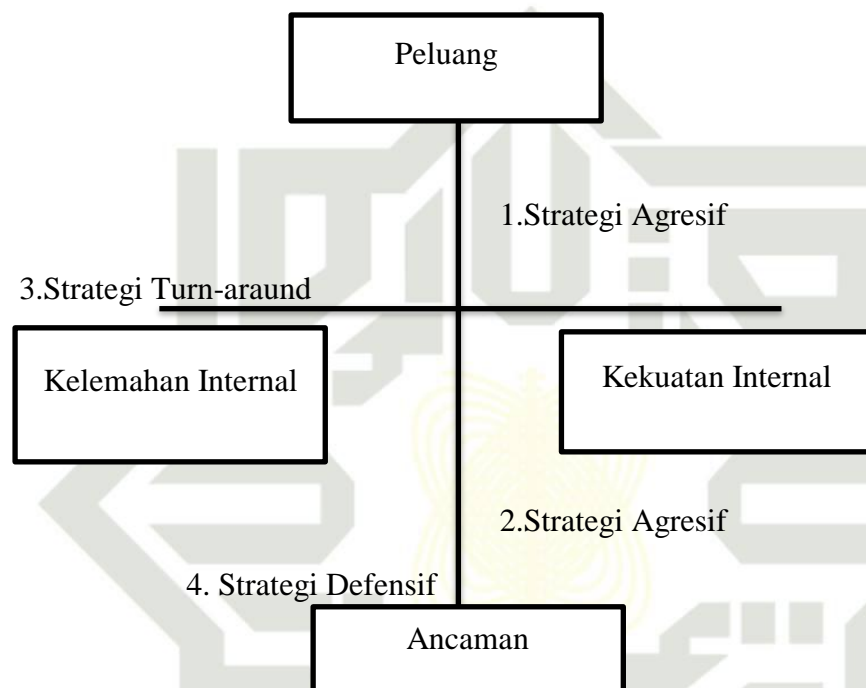 Peluang
1.Strategi Agresif
3.Strategi Turn-araund
Kelemahan Internal
Kekuatan Internal
2.Strategi Agresif
4. Strategi Defensif
Ancaman